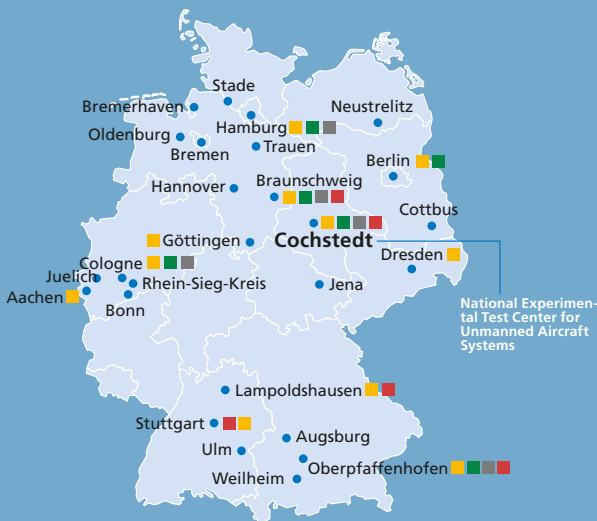 Stade
Bremerhaven
Neustrelitz
Hamburg
Oldenburg
Bremen
Trauen
Berlin
Braunschweig
Hannover
Cottbus
Göttingen
Cochstedt
Dresden
Cologne
Juelich
Rhein-Sieg-Kreis
Jena
Aachen
Bonn
National Experimen-
tal Test Center for
Unmanned Aircraft
Systems
Lampoldshausen
Stuttgart
Augsburg
Ulm
Oberpfaffenhofen
Weilheim